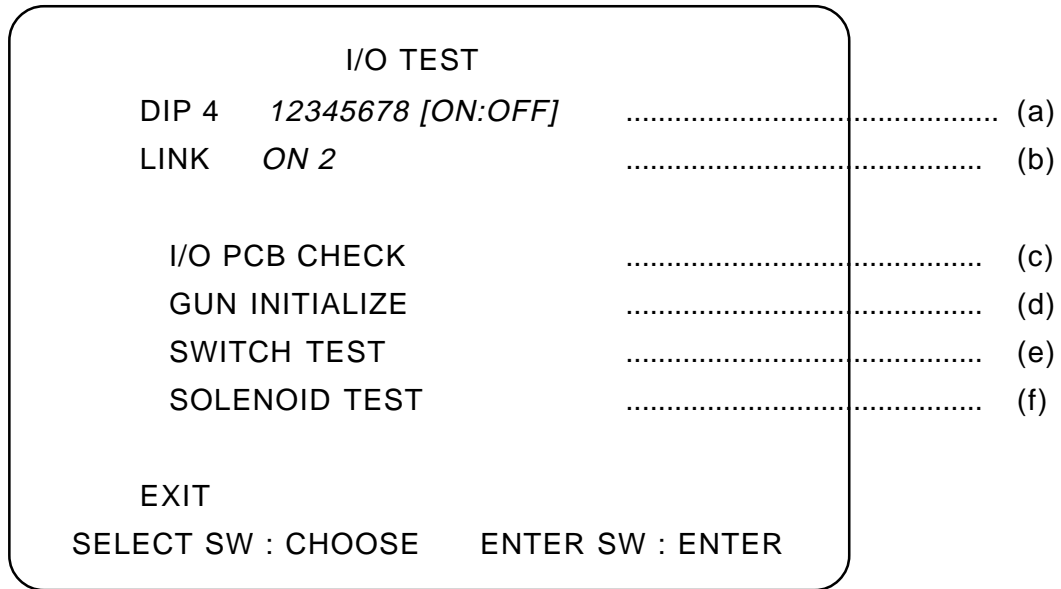 I/O TEST
DIP 4 12345678 [ON:OFF] ........................................... (a)
LINK ON 2 ......................................... (b)
I/O PCB CHECK ......................................... (c)
GUN INITIALIZE ......................................... (d)
SWITCH TEST ......................................... (e)
SOLENOID TEST ......................................... (f)
EXIT
SELECT SW : CHOOSE ENTER SW : ENTER